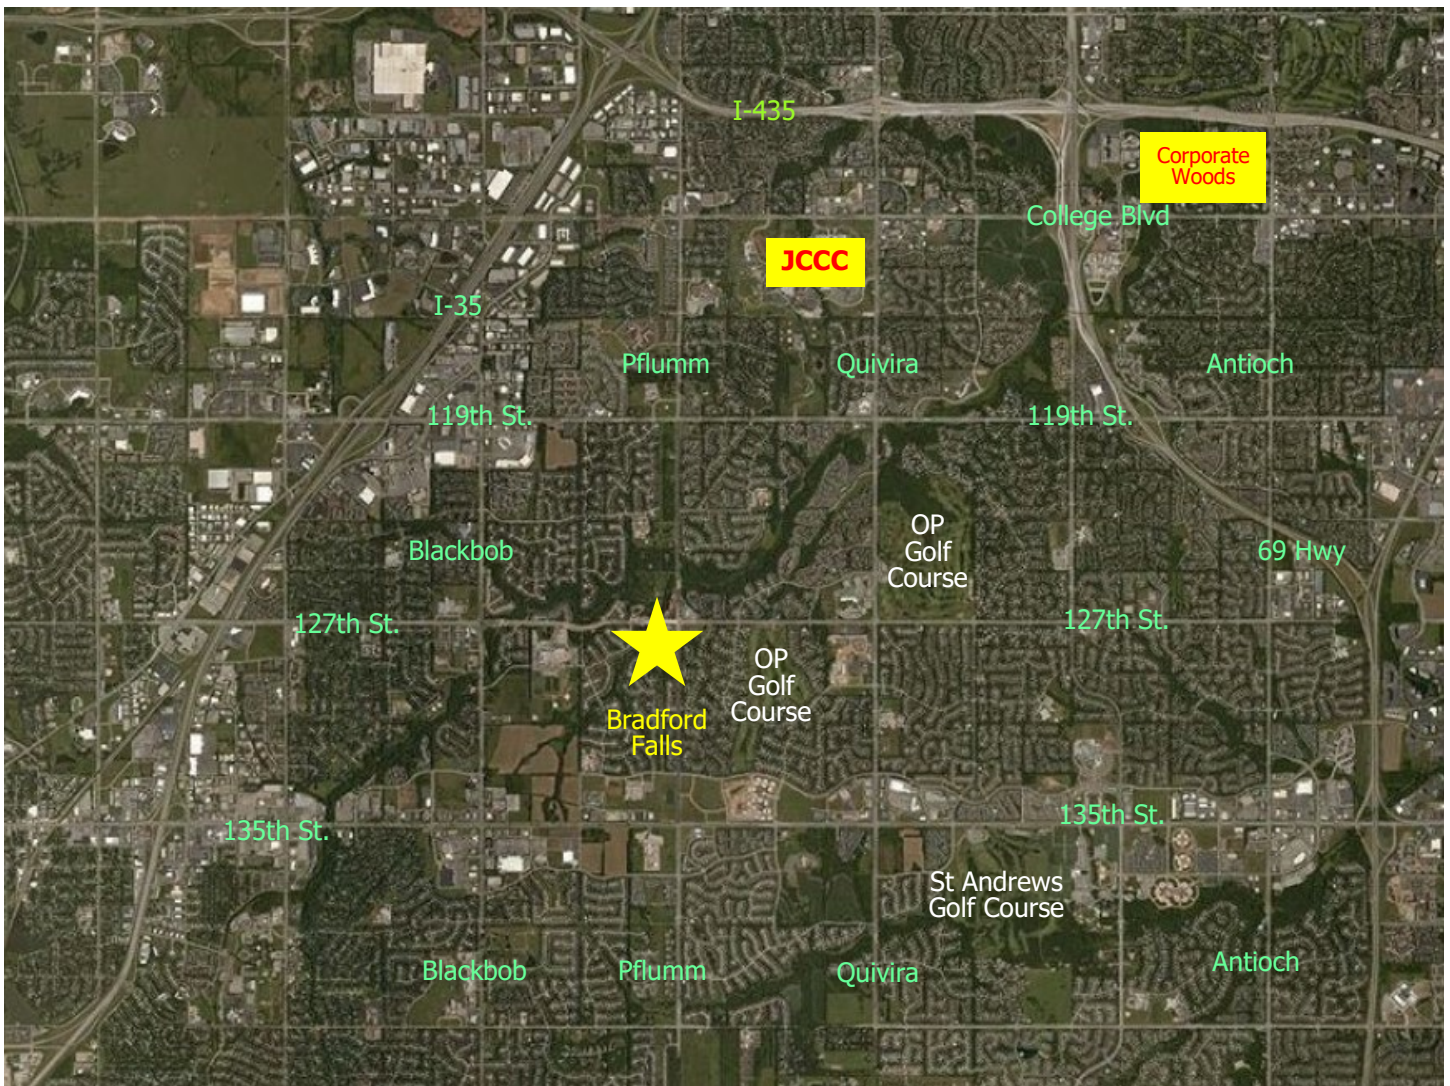 I-435
Corporate
Woods
College Blvd
JCCC
I-35
Pflumm
Quivira
Antioch
119th St.
119th St.
Blackbob
OP
Golf
Course
69 Hwy
127th St.
127th St.
OP
Golf
Course
Bradford
Falls
135th St.
135th St.
St Andrews
Golf Course
Blackbob
Pflumm
Quivira
Antioch